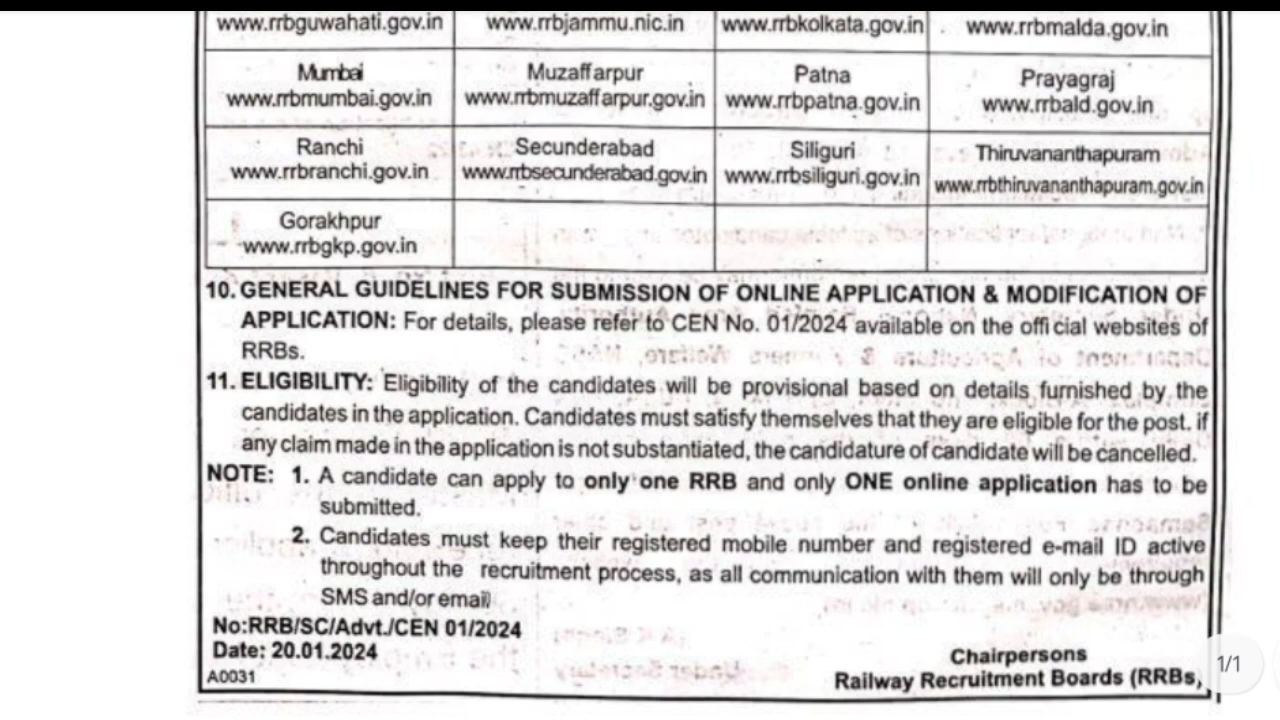 www.rrbguwahati.gov.in www.rrbjammu.nic.in www.rrbkolkata.gov.in www.rrbmalda.gov.in
Mumbai Muzaffarpur Patna Prayagraj
www.rrbmumbai.gov.in www.rrbmuzaffarpur.gov.in www.rrbpatna.gov.in www.rrbald.gov.in
Ranchi Secunderabad Siliguri Thiruvananthapuram
www.rrbranchi.gov.in www.rrbsecunderabad.gov.in www.rrbsiliguri.gov.in www.rrbthiruvananthapuram.gov.in
Gorakhpur
www.rrbgkp.gov.in
10. GENERAL GUIDELINES FOR SUBMISSION OF ONLINE APPLICATION & MODIFICATION OF
APPLICATION: For details, please refer to CEN No. 01/2024 available on the official websites of
RRBs.
11. ELIGIBILITY: Eligibility of the candidates will be provisional based on details furnished by the
candidates in the application. Candidates must satisfy themselves that they are eligible for the post. if
any claim made in the application is not substantiated, the candidature of candidate will be cancelled.
NOTE: 1. A candidate can apply to only one RRB and only ONE online application has to be
submitted.
2. Candidates must keep their registered mobile number and registered e-mail ID active
throughout the recruitment process, as all communication with them will only be through
SMS and/or email
No:RRB/SC/Advt./CEN 01/2024
Date: 20.01.2024
A0031
Chairpersons
Railway Recruitment Boards (RRBs,
1/1